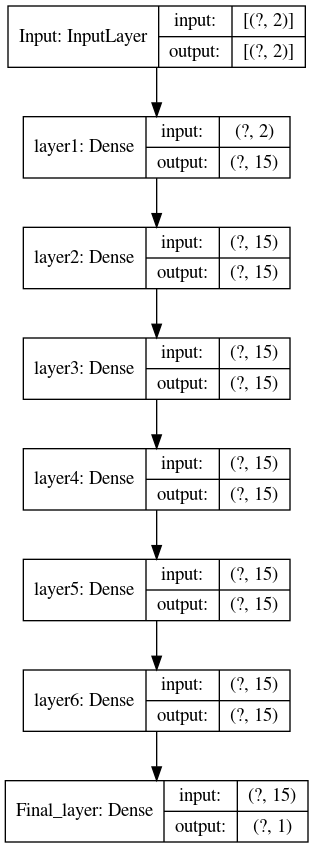 Input: InputLayer
input: [(?, 2)]
output: [(?, 2)]
layer1: Dense
input: (?, 2)
output: (?, 15)
layer2: Dense
input: (?, 15)
output: (?, 15)
layer3: Dense
input: (?, 15)
output: (?, 15)
layer4: Dense
input: (?, 15)
output: (?, 15)
layer5: Dense
input: (?, 15)
output: (?, 15)
layer6: Dense
input: (?, 15)
output: (?, 15)
Final_layer: Dense
input: (?, 15)
output: (?, 1)